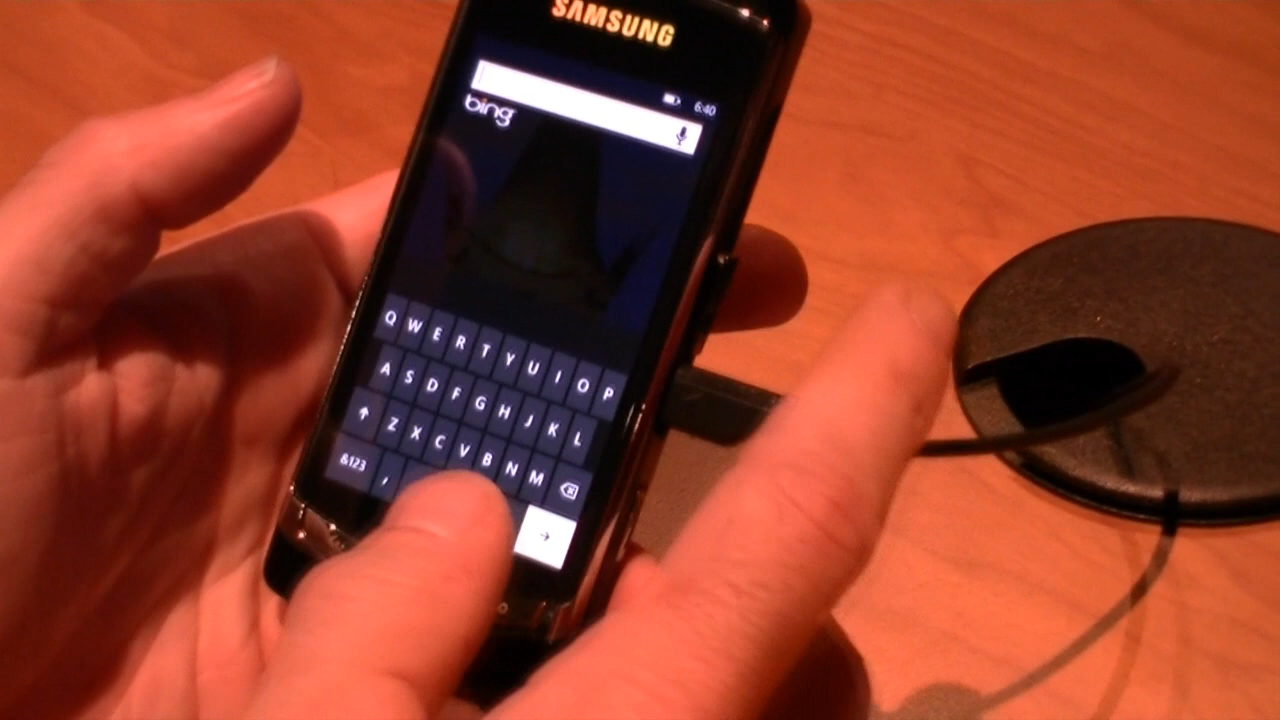 SAMSUNG
6:40
bing
Q W E R T Y U I O P
A S D F G H J K L
Z X C V B N M
&123 ,